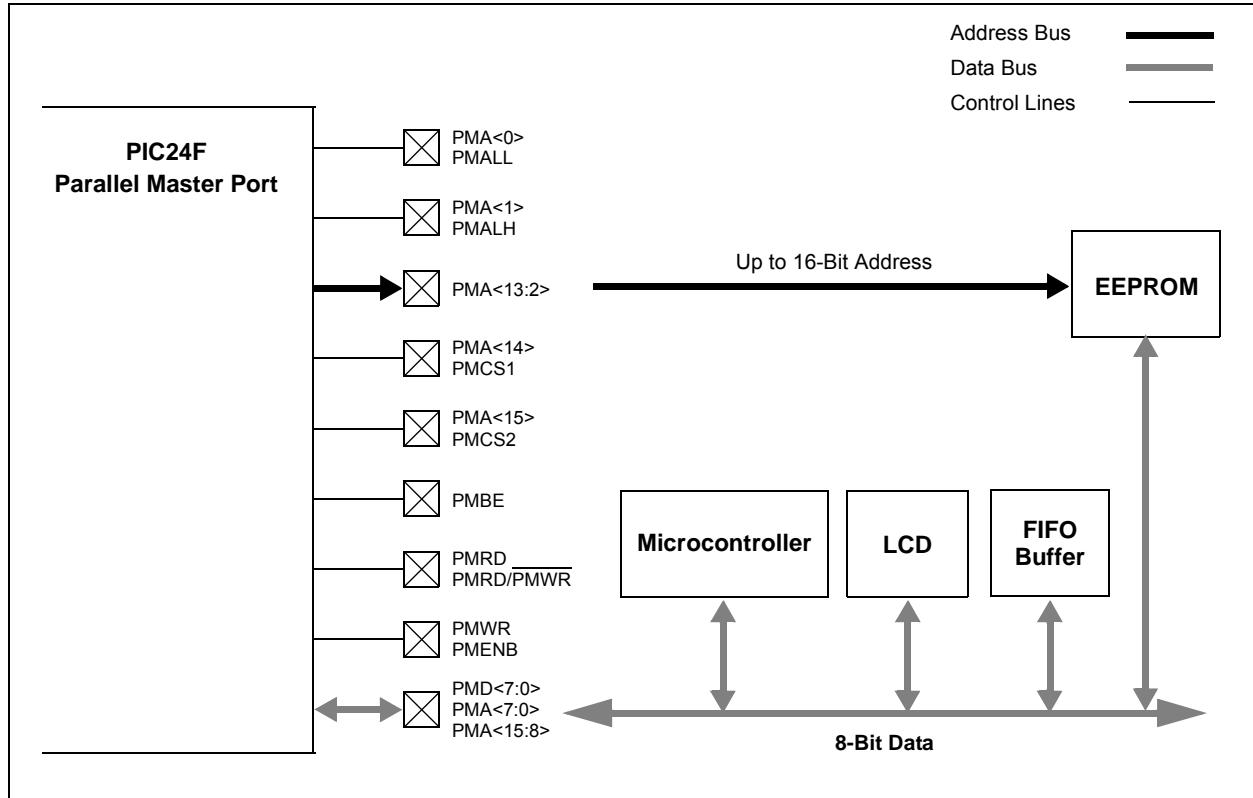 Address Bus
Data Bus
Control Lines
PIC24F
Parallel Master Port
PMA<0>
PMALL
PMA<1>
PMALH
PMA<13:2>
Up to 16-Bit Address
EEPROM
PMA<14>
PMCS1
PMA<15>
PMCS2
PMBE
Microcontroller
LCD
FIFO
Buffer
PMRD
PMRD/PMWR
PMWR
PMENB
PMD<7:0>
PMA<7:0>
PMA<15:8>
8-Bit Data